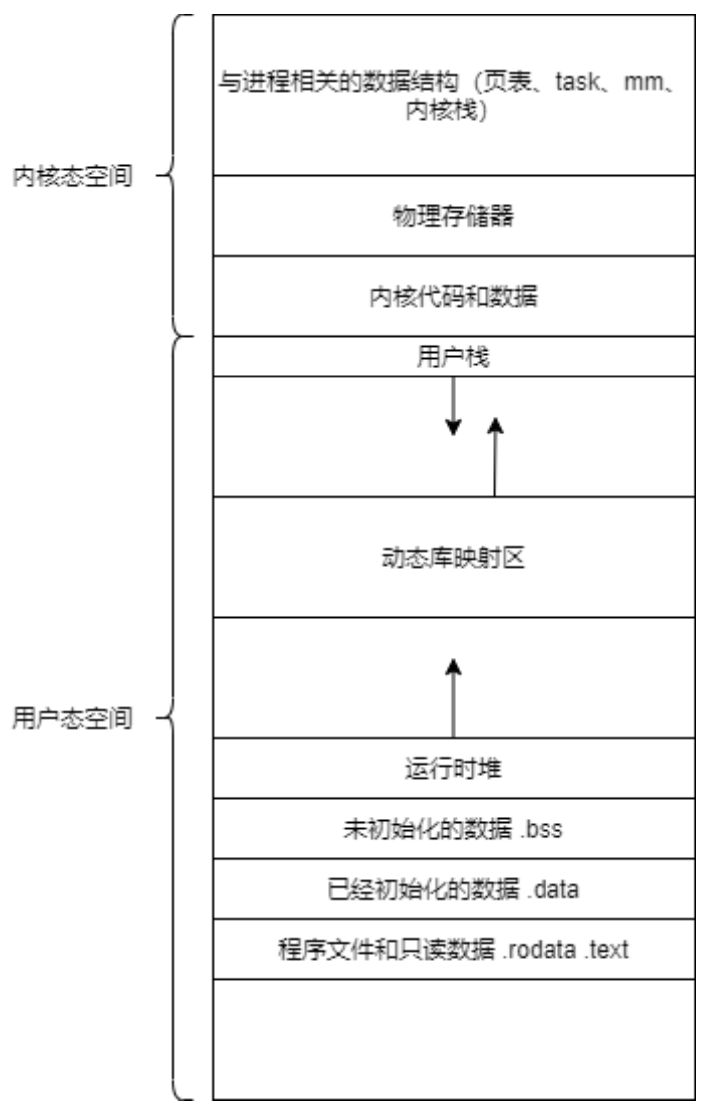 与进程相关的数据结构（页表、task、mm、
内核栈）
内核态空间
物理存储器
内核代码和数据
用户栈
动态库映射区
用户态空间
运行时堆
未初始化的数据 .bss
已经初始化的数据 .data
程序文件和只读数据 .rodata .text